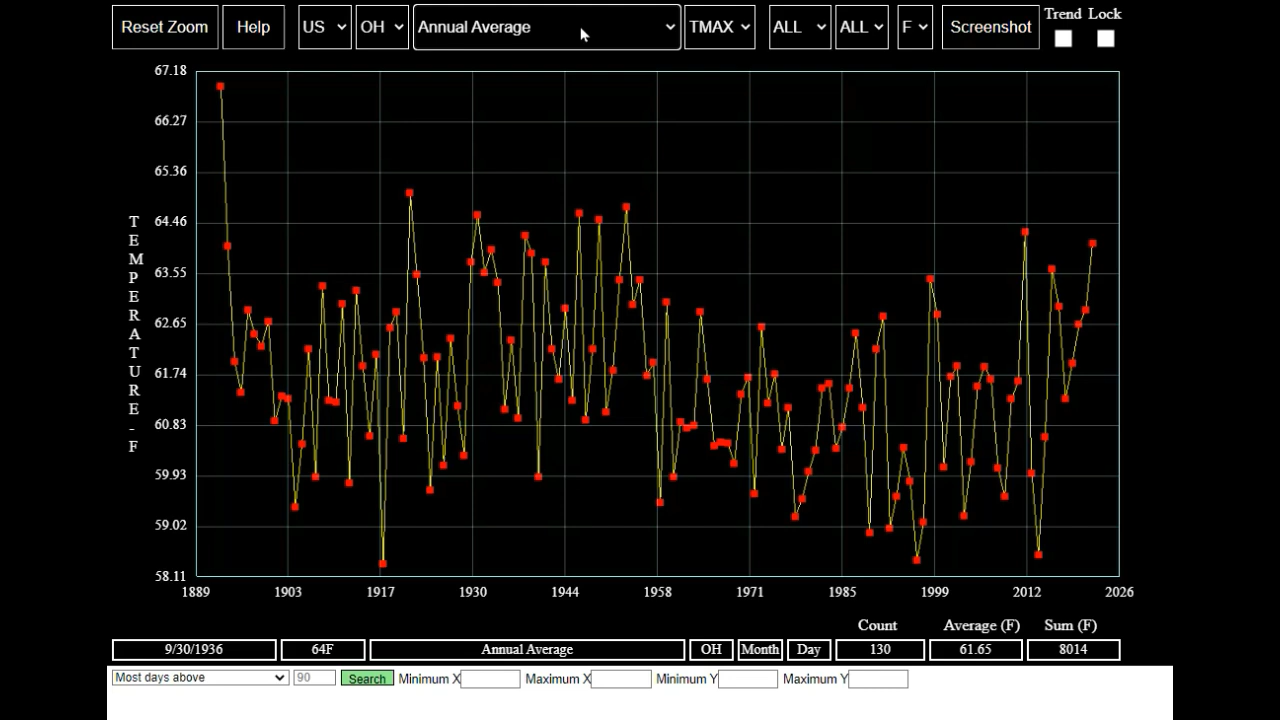 Reset Zoom Help US OH Annual Average TMAX ALL ALL F Screenshot Trend Lock
67.18
66.27
65.36
64.46
63.55
62.65
61.74
60.83
59.93
59.02
58.11
TEMPERATURE-F
1889 1903 1917 1930 1944 1958 1971 1985 1999 2012 2026
Count Average (F) Sum (F)
9/30/1936 64F Annual Average OH Month Day 130 61.65 8014
Most days above 90 Search Minimum X Maximum X Minimum Y Maximum Y